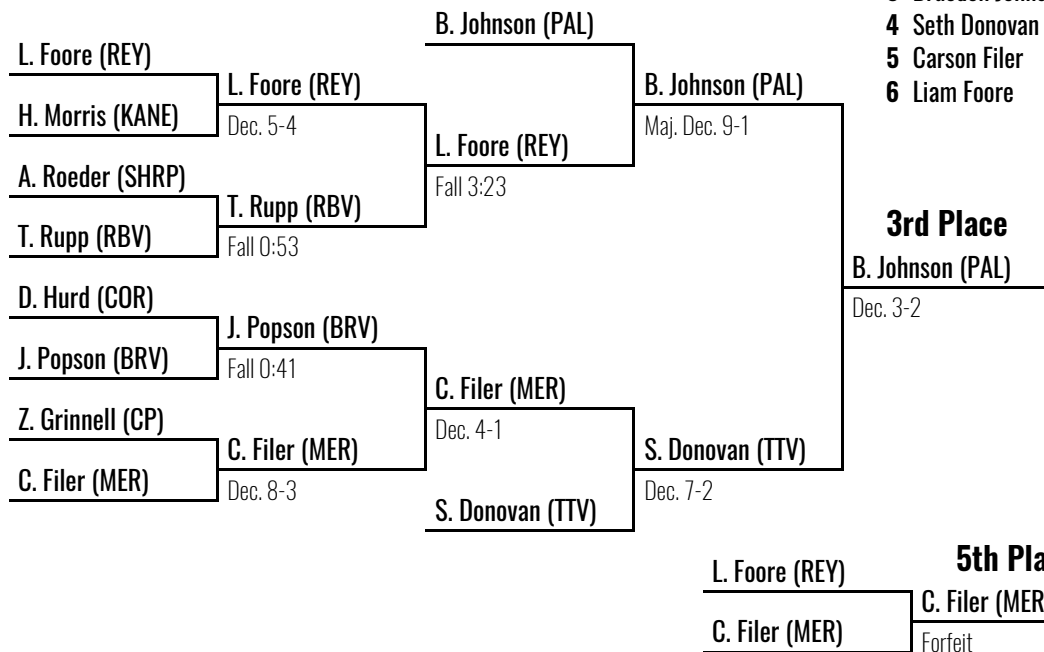 B. Johnson (PAL)
4 Seth Donovan
5 Carson Filer
6 Liam Foore
L. Foore (REY)
L. Foore (REY)
B. Johnson (PAL)
H. Morris (KANE)
Dec. 5-4
Maj. Dec. 9-1
L. Foore (REY)
A. Roeder (SHRP)
Fall 3:23
T. Rupp (RBV)
3rd Place
T. Rupp (RBV)
Fall 0:53
B. Johnson (PAL)
D. Hurd (COR)
Dec. 3-2
J. Popson (BRV)
J. Popson (BRV)
Fall 0:41
C. Filer (MER)
Z. Grinnell (CP)
Dec. 4-1
C. Filer (MER)
S. Donovan (TTV)
C. Filer (MER)
Dec. 8-3
Dec. 7-2
S. Donovan (TTV)
5th Pla
L. Foore (REY)
C. Filer (MER
C. Filer (MER)
Forfeit